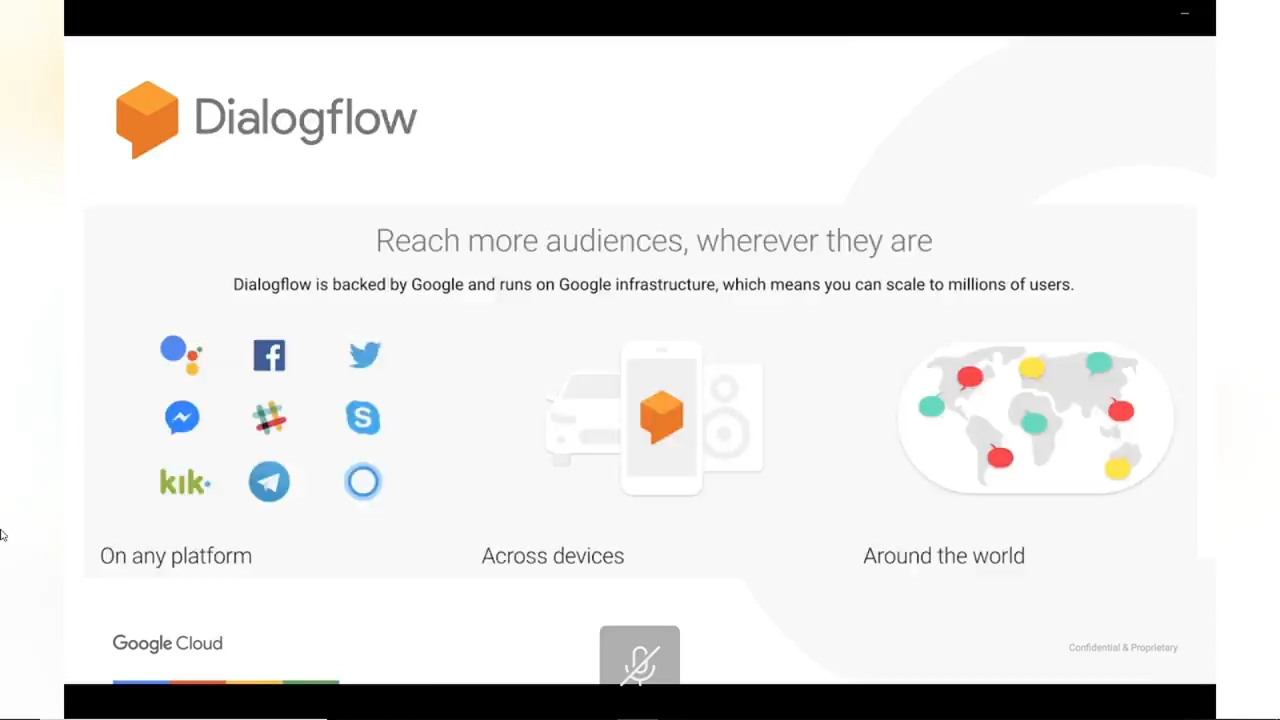 Dialogflow
Reach more audiences, wherever they are
Dialogflow is backed by Google and runs on Google infrastructure, which means you can scale to millions of users.
kik
On any platform
Across devices
Around the world
Google Cloud
Confidential & Proprietary